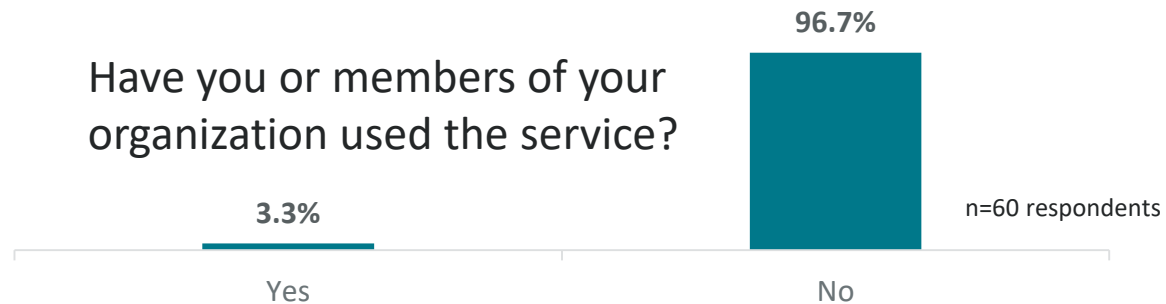 96.7%
Have you or members of your
organization used the service?
3.3%
n=60 respondents
Yes
No